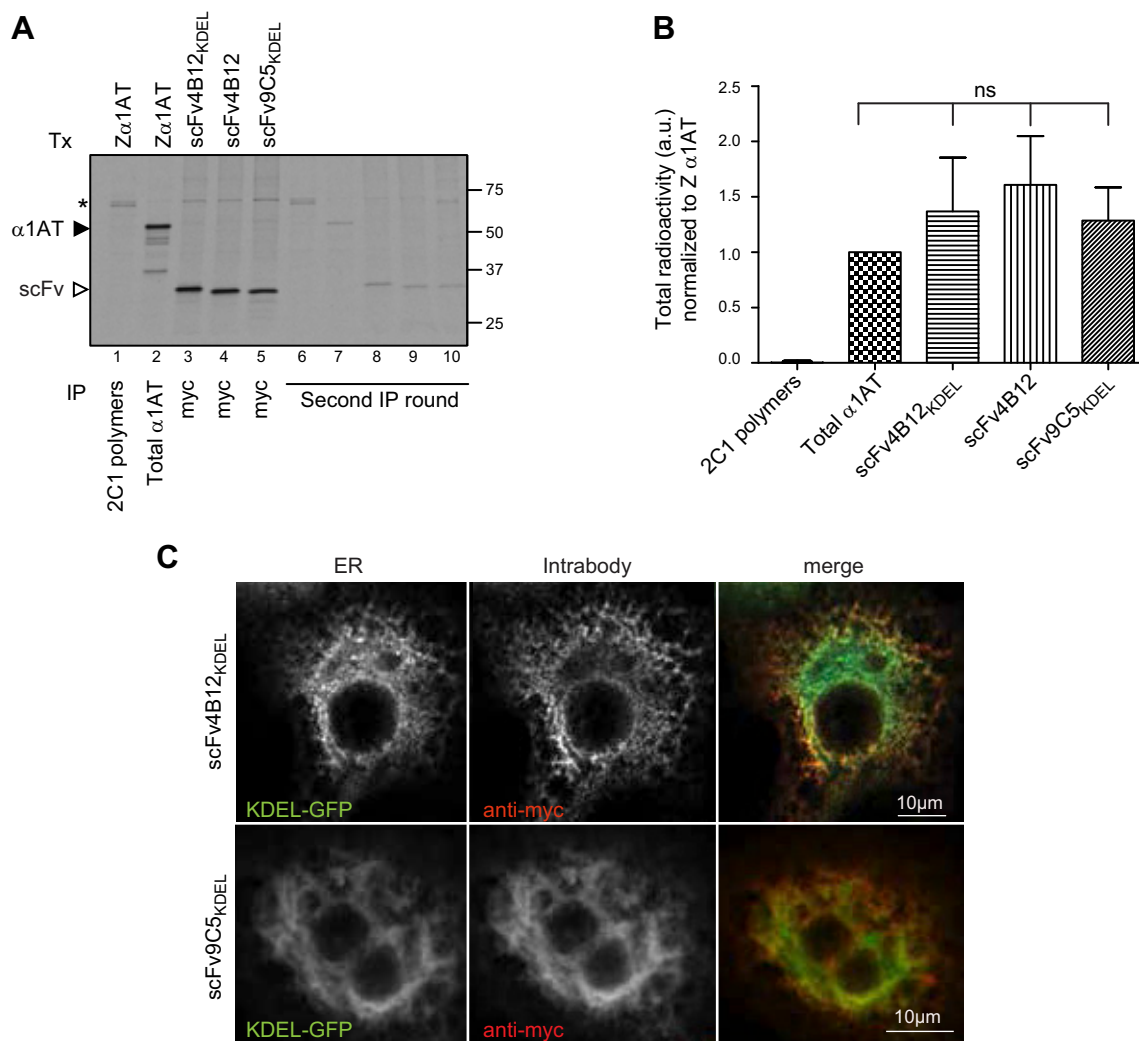 A
Tx
Zα1AT
Zα1AT
scFv4B12KDEL
scFv4B12
scFv9C5KDEL
*
α1AT
scFv
75
50
37
25
1 2 3 4 5 6 7 8 9 10
IP
2C1 polymers
Total α1AT
myc
myc
myc
Second IP round
B
Total radioactivity (a.u.)
normalized to Z α1AT
2.5
2.0
1.5
1.0
0.5
0.0
ns
2C1 polymers
Total α1AT
scFv4B12KDEL
scFv4B12
scFv9C5KDEL
C
ER
Intrabody
merge
scFv4B12KDEL
KDEL-GFP
anti-myc
10µm
scFv9C5KDEL
KDEL-GFP
anti-myc
10µm